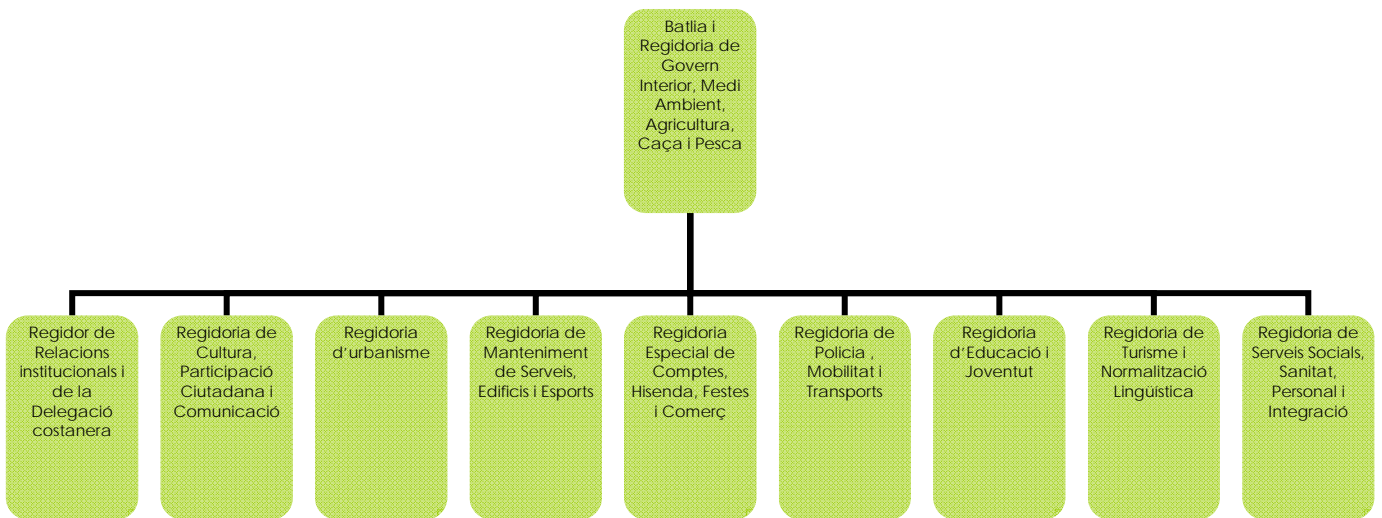 Batlia i
Regidoria de
Govern
Interior, Medi
Ambient,
Agricultura,
Caça i Pesca
Regidor de
Relacions
institucionals i
de la
Delegació
costanera
Regidoria de
Cultura,
Participació
Ciutadana i
Comunicació
Regidoria
d'urbanisme
Regidoria de
Manteniment
de Serveis,
Edificis i Esports
Regidoria
Especial de
Comptes,
Hisenda, Festes
i Comerç
Regidoria de
Policia ,
Mobilitat i
Transports
Regidoria
d'Educació i
Joventut
Regidoria de
Turisme i
Normalització
Lingüística
Regidoria de
Serveis Socials,
Sanitat,
Personal i
Integració